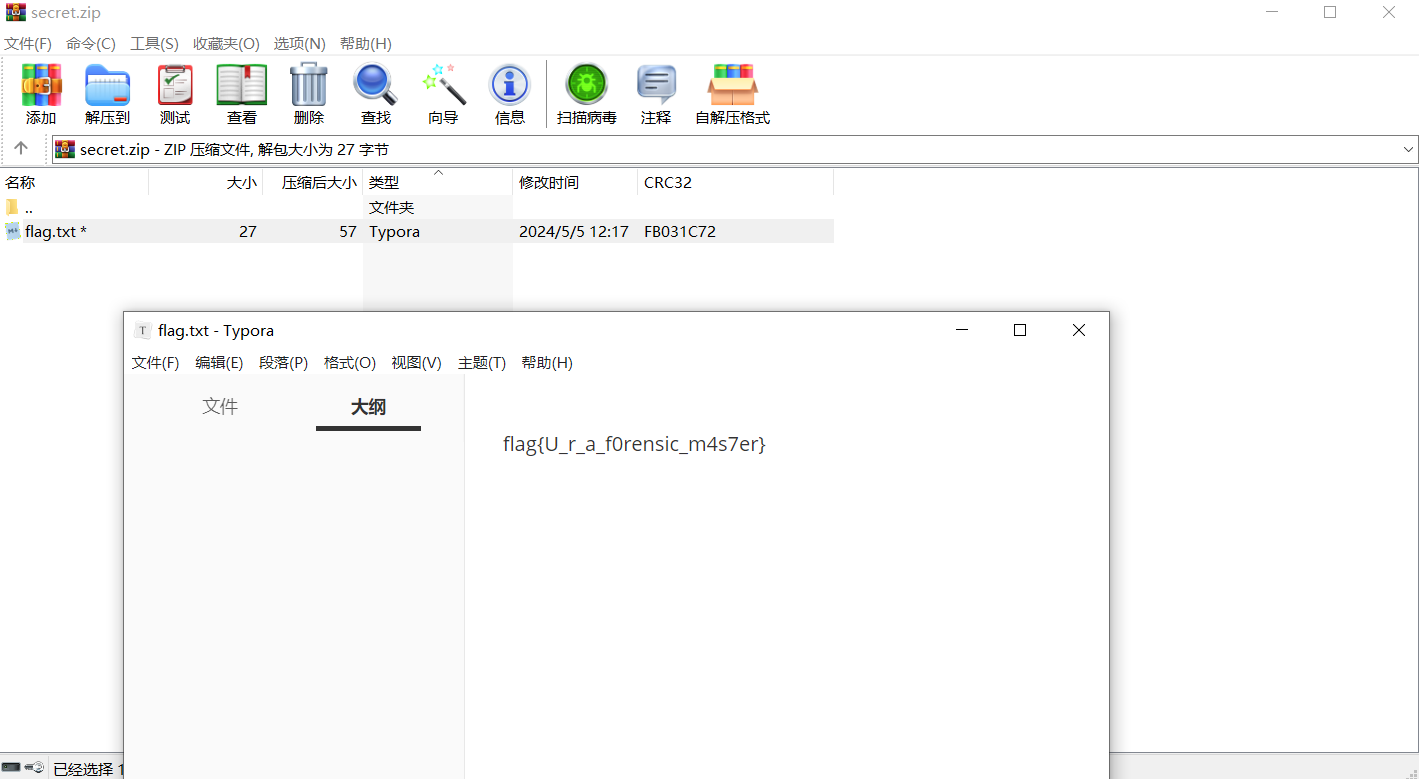 secret.zip
文件(F) 命令(C) 工具(S) 收藏夹(O) 选项(N) 帮助(H)
添加 解压到 测试 查看 删除 查找 向导 信息 扫描病毒 注释 自解压格式
secret.zip - ZIP 压缩文件, 解包大小为 27 字节
名称 大小 压缩后大小 类型 修改时间 CRC32
.. 文件夹
flag.txt * 27 57 Typora 2024/5/5 12:17 FB031C72
T flag.txt - Typora
文件(F) 编辑(E) 段落(P) 格式(O) 视图(V) 主题(T) 帮助(H)
文件 大纲
flag{U_r_a_f0rensic_m4s7er}
已经选择 1